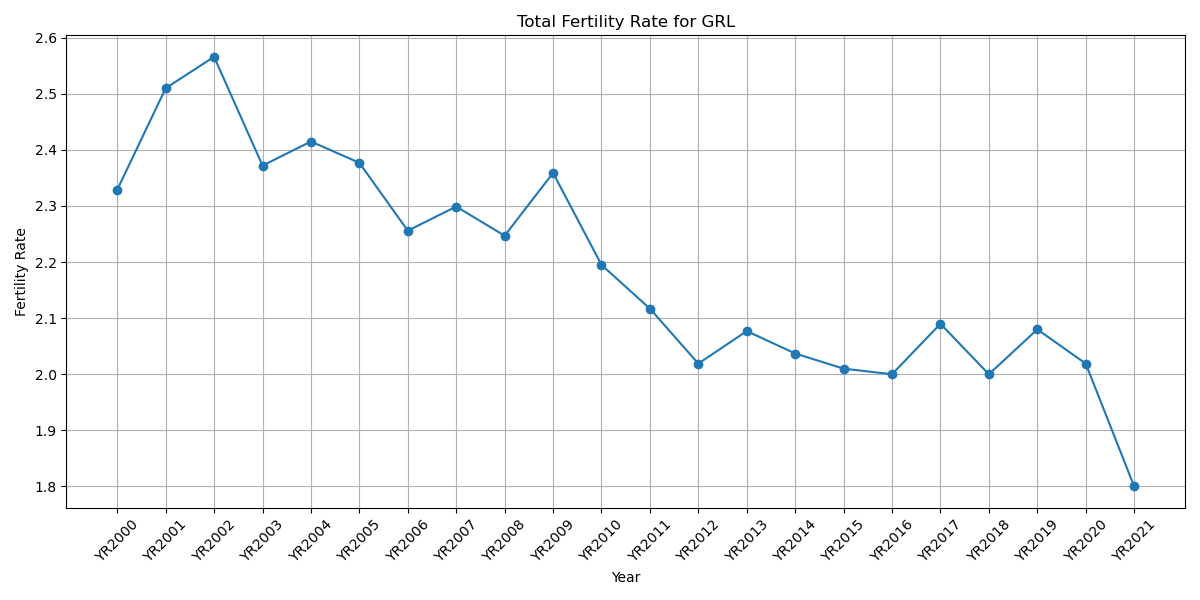 Total Fertility Rate for GRL
Fertility Rate
2.6
2.5
2.4
2.3
2.2
2.1
2.0
1.9
1.8
YR2000
YR2001
YR2002
YR2003
YR2004
YR2005
YR2006
YR2007
YR2008
YR2009
YR2010
YR2011
YR2012
YR2013
YR2014
YR2015
YR2016
YR2017
YR2018
YR2019
YR2020
YR2021
Year